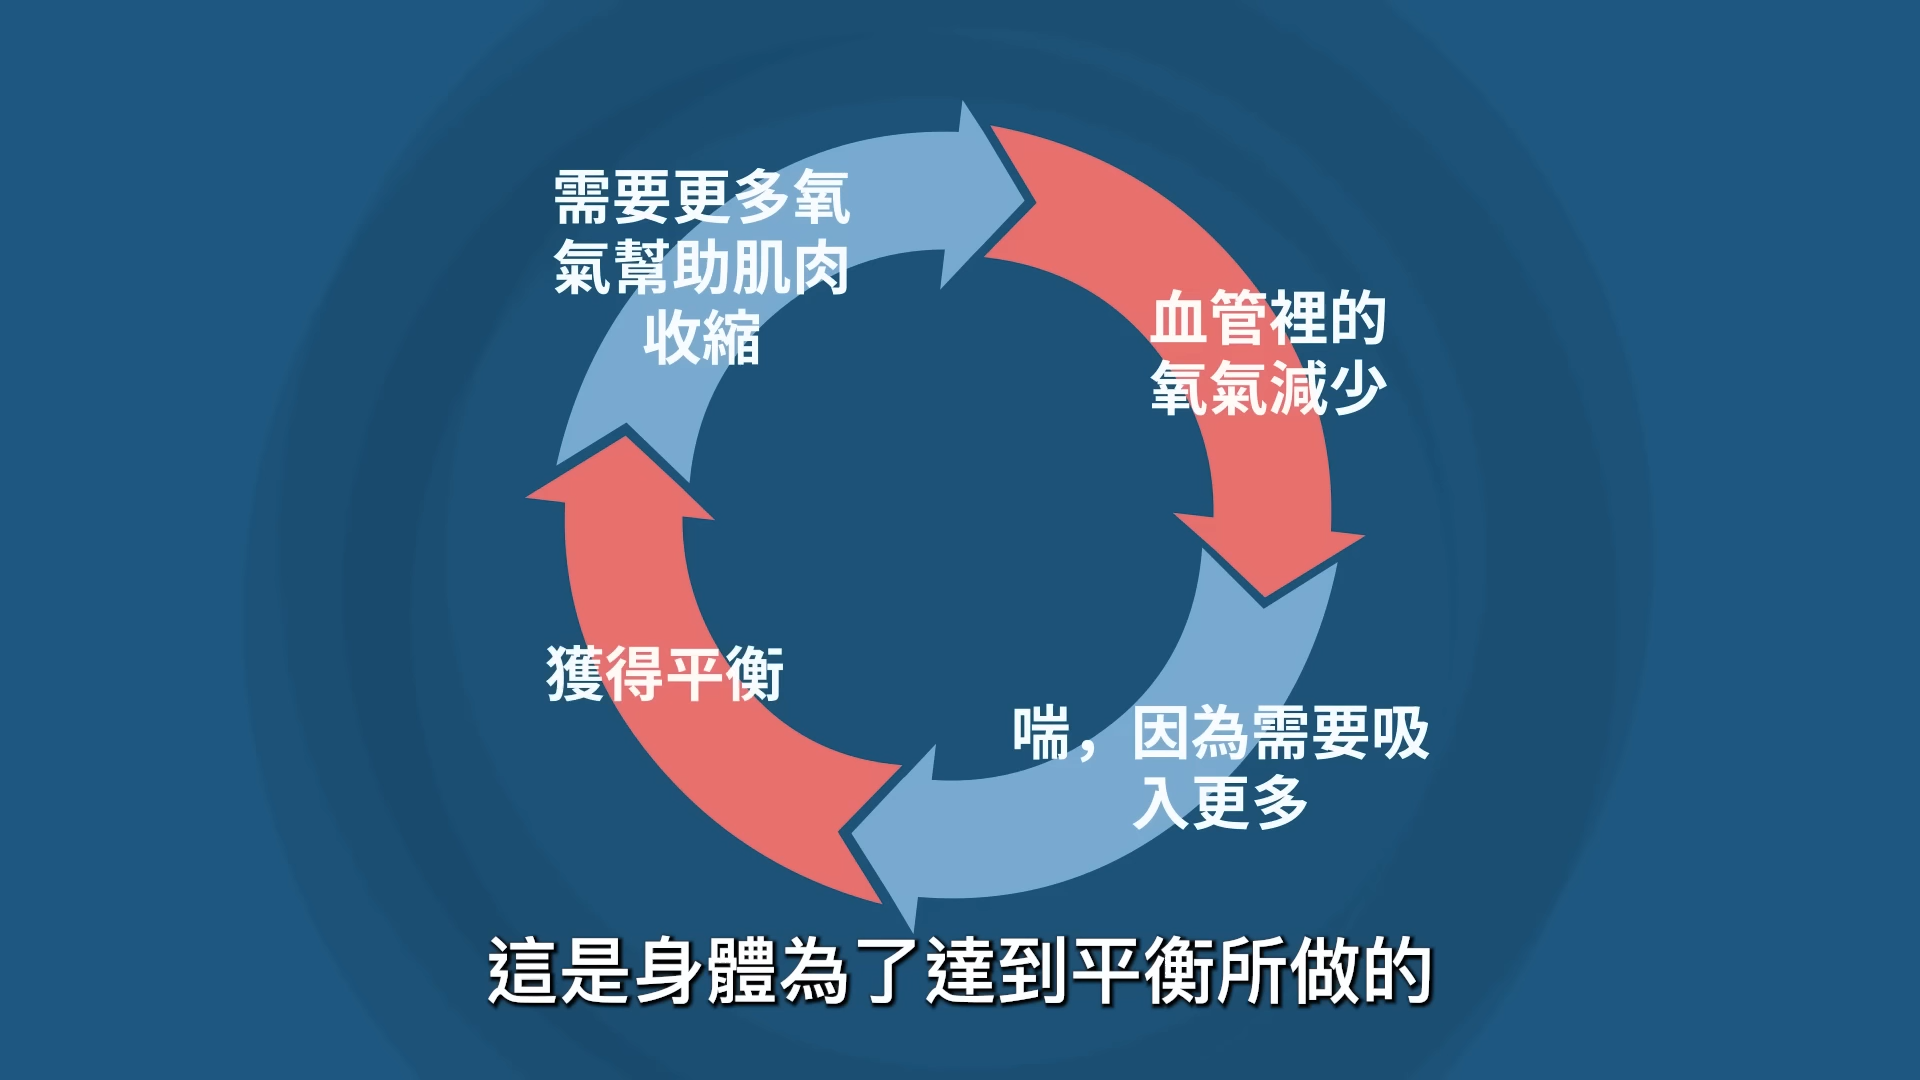 需要更多氧
氣幫助肌肉
收縮
血管裡的
氧氣減少
喘，因為需要吸
入更多
獲得平衡
這是身體為了達到平衡所做的